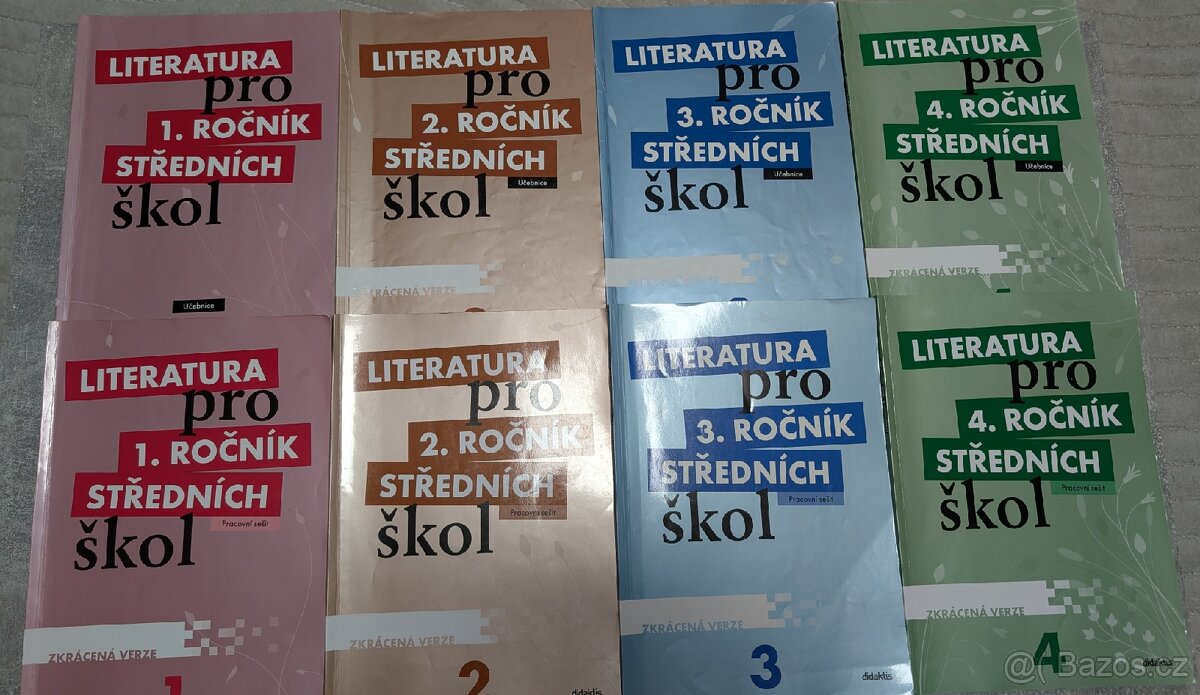 LITERATURA
pro
1. ROČNÍK
STŘEDNÍCH
škol
Učebnice
LITERATURA
pro
2. ROČNÍK
STŘEDNÍCH
Učebnice
škol
ZKRÁCENÁ VERZE
LITERATURA
pro
3. ROČNÍK
STŘEDNÍCH
Učebnice
škol
LITERATURA
pro
4. ROČNÍK
STŘEDNÍCH
Učebnice
škol
ZKRÁCENÁ VERZE
LITERATURA
pro
1. ROČNÍK
STŘEDNÍCH
Pracovní sešit
škol
ZKRÁCENÁ VERZE
1
LITERATURA
pro
2. ROČNÍK
STŘEDNÍCH
Pracovní sešit
škol
ZKRÁCENÁ VERZE
2
didaktis
LITERATURA
pro
3. ROČNÍK
STŘEDNÍCH
Pracovní sešit
škol
ZKRÁCENÁ VERZE
3
didaktis
LITERATURA
pro
4. ROČNÍK
STŘEDNÍCH
Pracovní sešit
škol
ZKRÁCENÁ VERZE
4
didaktis
@ Bazos.cz